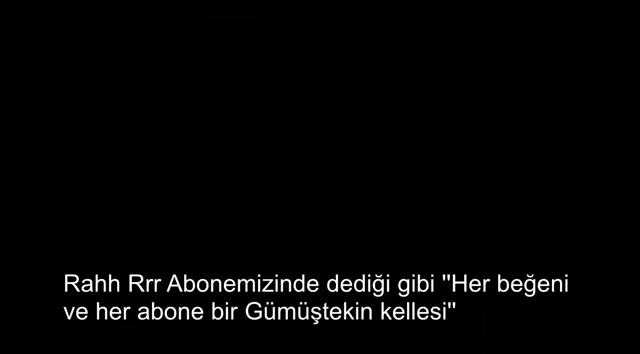 Rahh Rrr Abonemizinde dediği gibi "Her beğeni
ve her abone bir Gümüştekin kellesi"